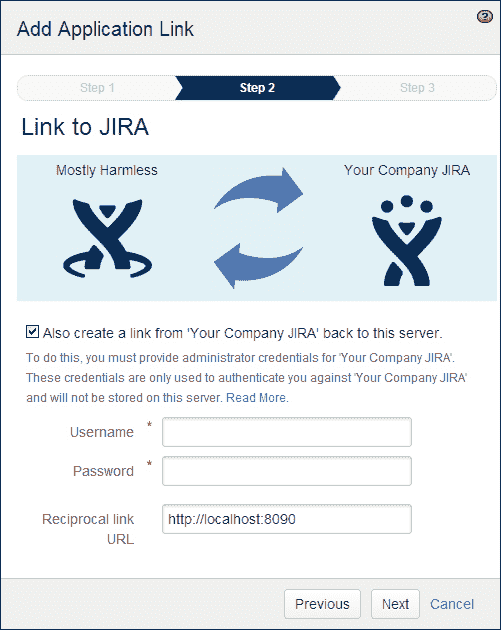 Add Application Link
?
Step 1 Step 2 Step 3
Link to JIRA
Mostly Harmless Your Company JIRA
Also create a link from 'Your Company JIRA' back to this server.
To do this, you must provide administrator credentials for 'Your Company JIRA'.
These credentials are only used to authenticate you against 'Your Company JIRA'
and will not be stored on this server. Read More.
Username *
Password *
Reciprocal link http://localhost:8090
URL
Previous Next Cancel